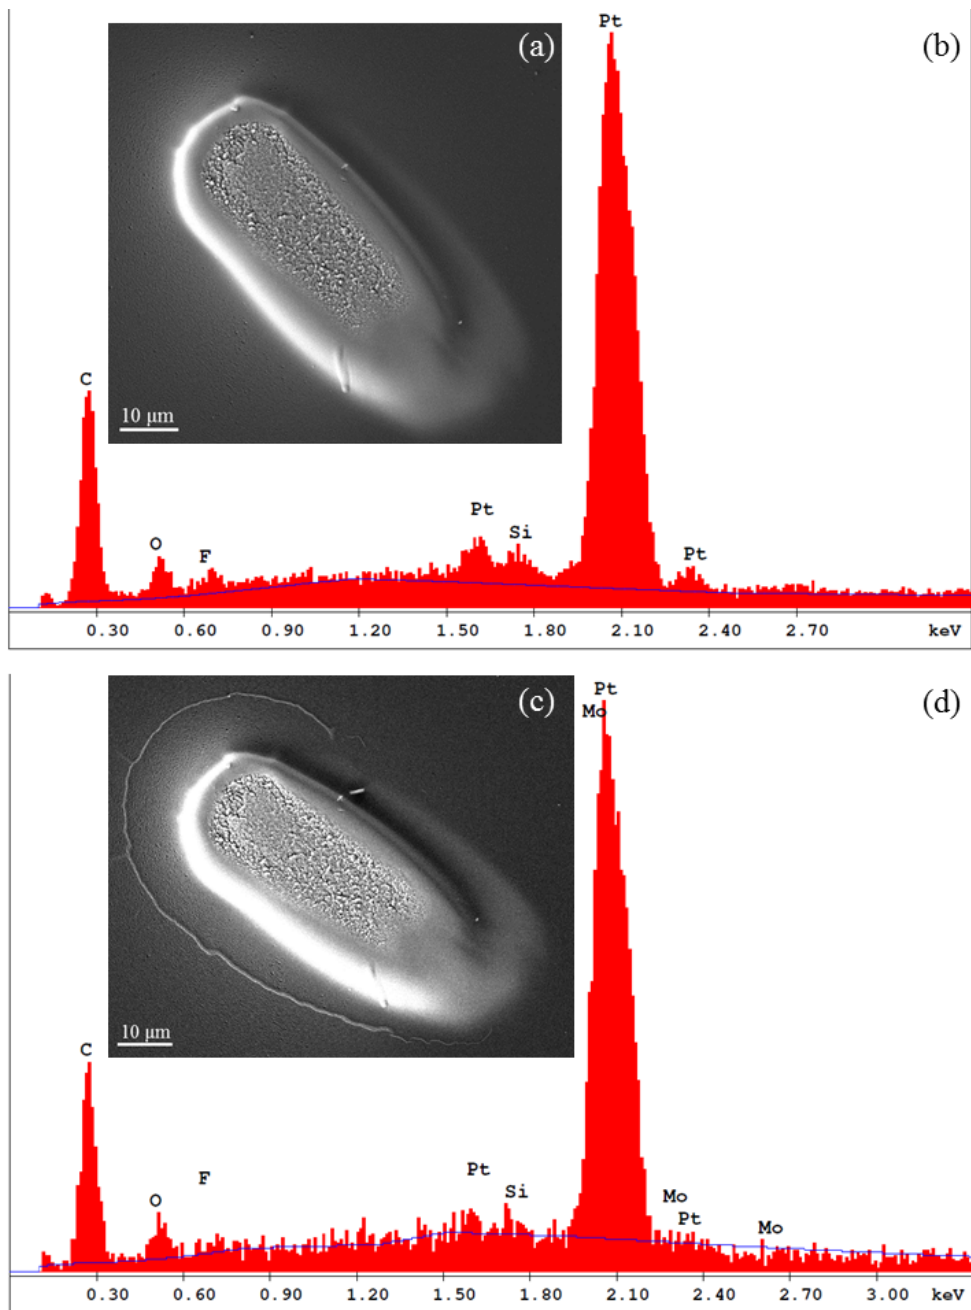 Pt
(a)
(b)
C
10 μm
Pt
Si
O
F
Pt
0.30 0.60 0.90 1.20 1.50 1.80 2.10 2.40 2.70 keV
Pt
(c)
(d)
Mo
10 μm
C
F
Pt
Si
O
Mo
Pt
Mo
0.30 0.60 0.90 1.20 1.50 1.80 2.10 2.40 2.70 3.00 keV